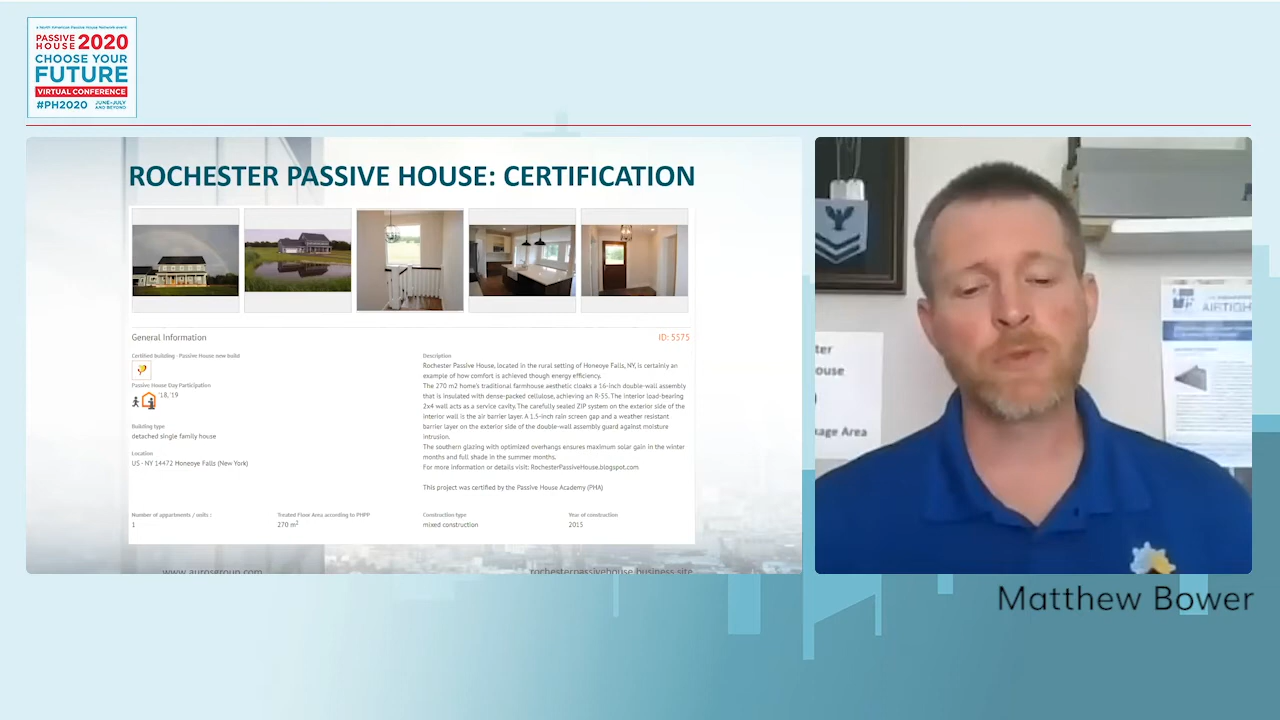 a North American Passive House Network event
PASSIVE HOUSE 2020
CHOOSE YOUR
FUTURE
VIRTUAL CONFERENCE
#PH2020 JUNE-JULY AND BEYOND
ROCHESTER PASSIVE HOUSE: CERTIFICATION
General Information
ID: 5575
Certified Building - Passive House new build
Passive House Day Participation
'18, '19
Building type
detached single family house
Location
US - NY 14472 Honeoye Falls (New York)
Description
Rochester Passive House, located in the rural setting of Honeoye Falls, NY, is certainly an
example of how comfort is achieved though energy efficiency.
The 270 m2 home's traditional farmhouse aesthetic cloaks a 16-inch double-wall assembly
that is insulated with dense-packed cellulose, achieving an R-55. The interior load-bearing
2x4 wall acts as a service cavity. The carefully sealed ZIP system on the exterior side of the
interior wall is the air barrier layer. A 1.5-inch rain screen gap and a weather resistant
barrier layer on the exterior side of the double-wall assembly guard against moisture
intrusion.
The southern glazing with optimized overhangs ensures maximum solar gain in the winter
months and full shade in the summer months.
For more information or details visit: RochesterPassiveHouse.blogspot.com
This project was certified by the Passive House Academy (PHA)
Number of appartments / units :
1
Treated Floor Area according to PHPP
270 m²
Construction type
mixed construction
Year of construction
2015
www.aurosgroup.com
rochesterpassivehouse.business.site
AIRTIGH
ter
ouse
age Area
Matthew Bower